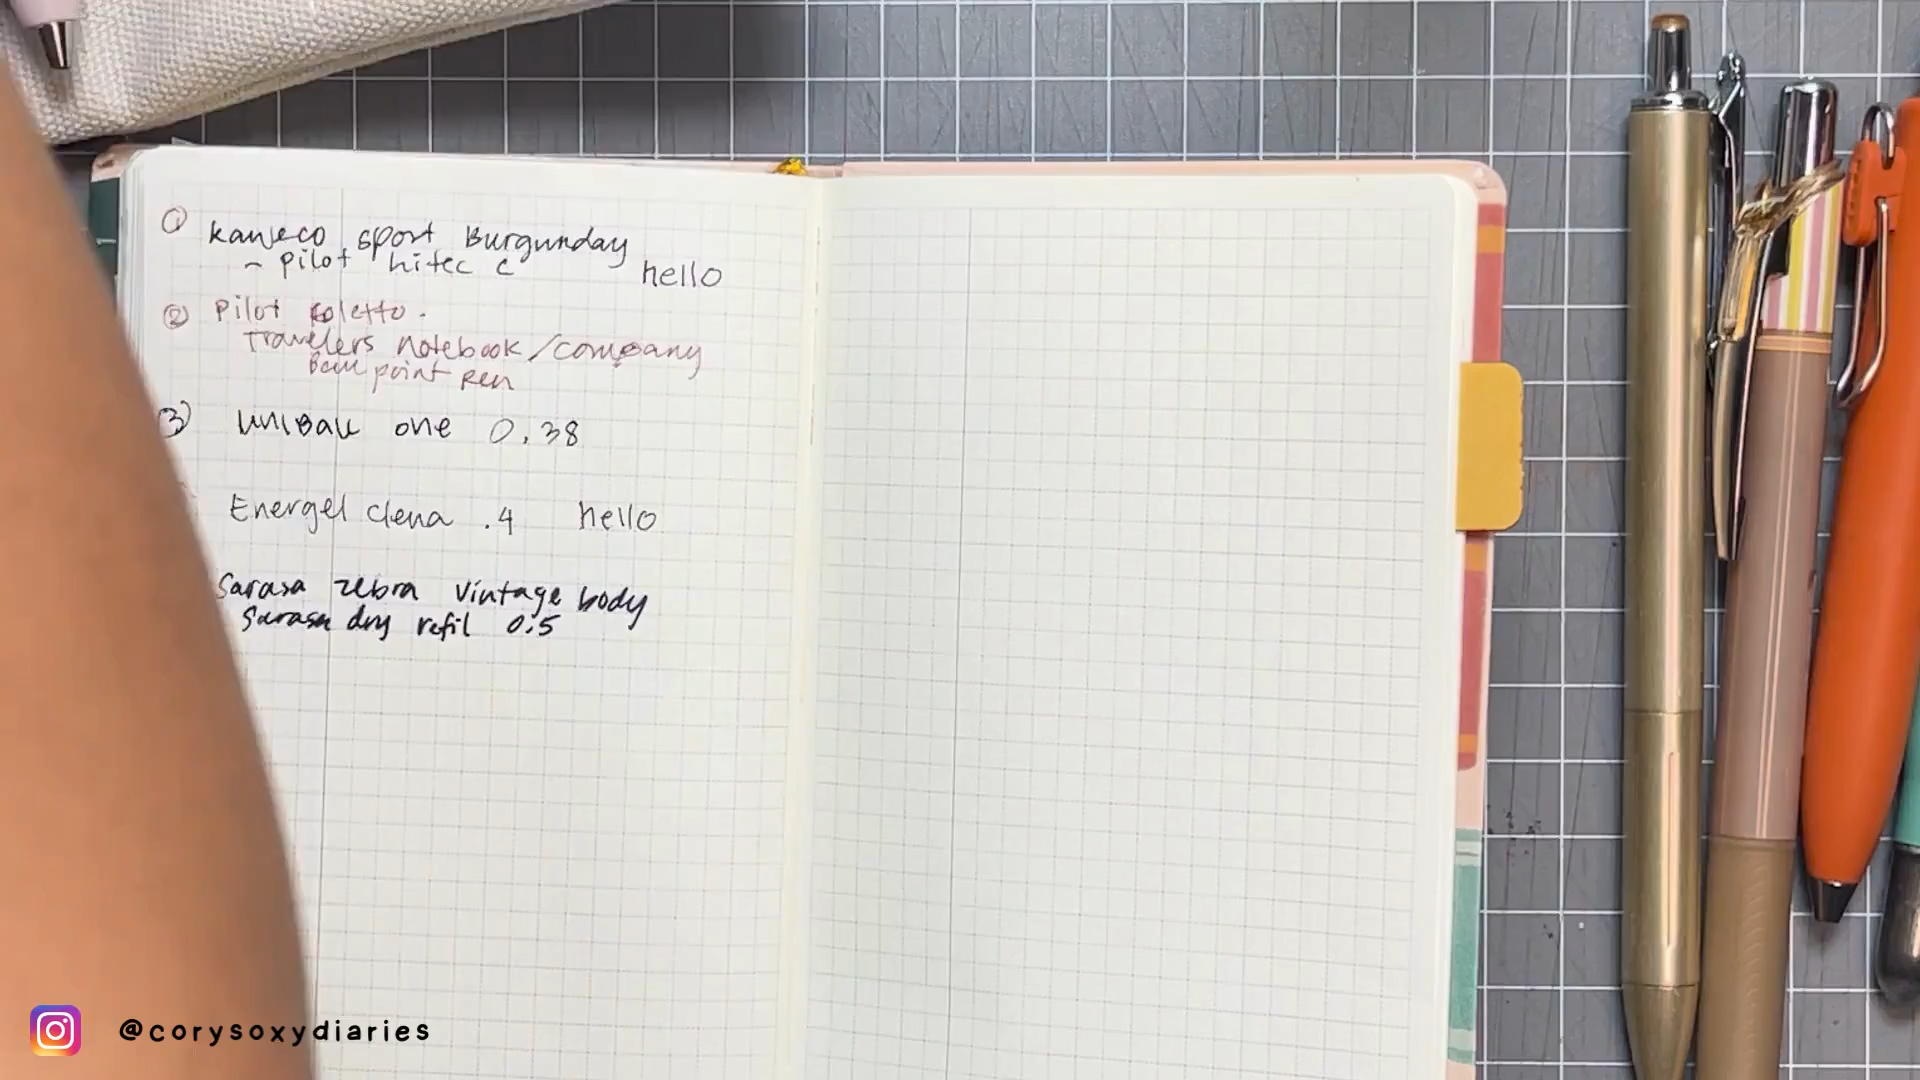 ① Kaweco sport Burgunday
~ Pilot hitec c
hello
② Pilot Coletto.
Travelers notebook/company
Ball point Pen
③ UNIBALL one 0.38
Energel clena .4 hello
Sarasa zebra vintage body
Sarasa dry refil 0.5
@corysoxydiaries